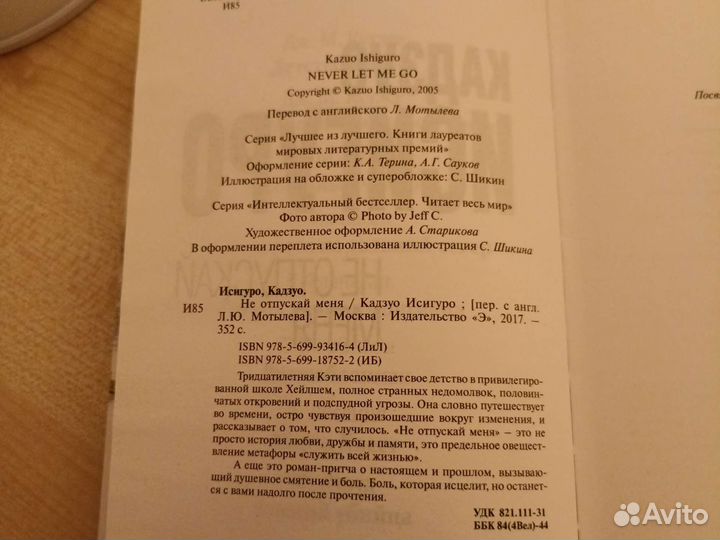 И85
Kazuo Ishiguro
NEVER LET ME GO
Copyright © Kazuo Ishiguro, 2005
Перевод с английского Л. Мотылева
Серия «Лучшее из лучшего. Книги лауреатов
мировых литературных премий»
Оформление серии: К.А. Терина, А.Г. Сауков
Иллюстрация на обложке и суперобложке: С. Шикин
Серия «Интеллектуальный бестселлер. Читает весь мир»
Фото автора © Photo by Jeff C.
Художественное оформление А. Старикова
В оформлении переплета использована иллюстрация С. Шикина
Исигуро, Кадзуо.
И85 Не отпускай меня / Кадзуо Исигуро ; [пер. с англ.
Л.Ю. Мотылева]. — Москва : Издательство «Э», 2017. —
352 с.
ISBN 978-5-699-93416-4 (ЛиЛ)
ISBN 978-5-699-18752-2 (ИБ)
Тридцатилетняя Кэти вспоминает свое детство в привилегиро-
ванной школе Хейлшем, полное странных недомолвок, половин-
чатых откровений и подспудной угрозы. Она словно путешествует
во времени, остро чувствуя произошедшие вокруг изменения, и
рассказывает о том, что случилось. «Не отпускай меня» – это не
просто история любви, дружбы и памяти, это предельное овещест-
вление метафоры «служить всей жизнью».
А еще это роман-притча о настоящем и прошлом, вызываю-
щий душевное смятение и боль. Боль, которая исцелит, но останет-
ся с вами надолго после прочтения.
УДК 821.111-31
ББК 84(4Вел)-44
Посвя
Avito